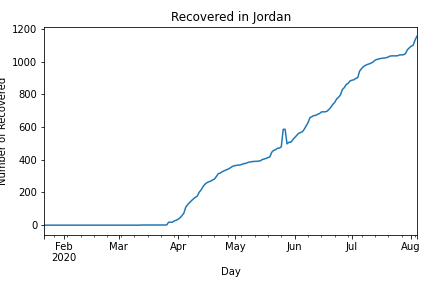 Recovered in Jordan
Number of Recovered
1200
1000
800
600
400
200
0
Feb
2020
Mar
Apr
May
Jun
Jul
Aug
Day